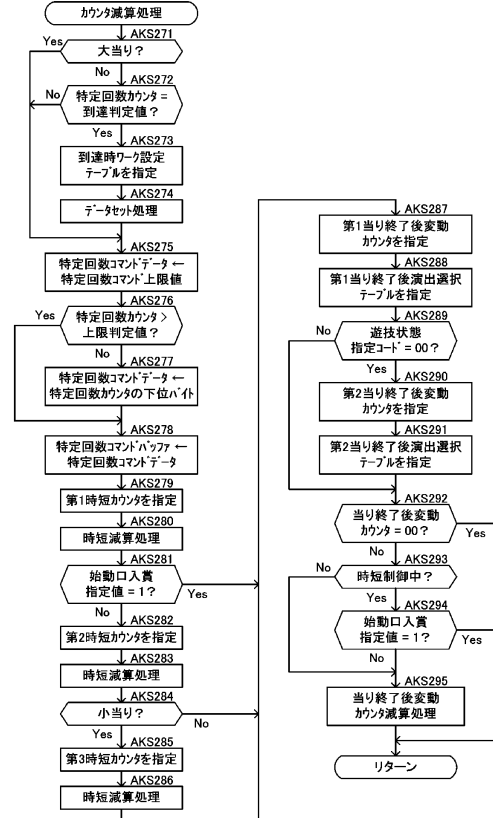 カウンタ減算処理
AKS271
Yes
大当り?
No
AKS272
No
特定回数カウンタ=
到達判定値?
Yes
AKS273
到達時ワーク設定
テーブルを指定
AKS274
データセット処理
AKS275
特定回数コマンドデータ←
特定回数コマンド上限値
AKS276
Yes
特定回数カウンタ>
上限判定値?
No
AKS277
特定回数コマンドデータ←
特定回数カウンタの下位バイト
AKS278
特定回数コマンドバッファ←
特定回数コマンドデータ
AKS279
第1時短カウンタを指定
AKS280
時短減算処理
AKS281
始動口入賞
指定値=1?
Yes
No
AKS282
第2時短カウンタを指定
AKS283
時短減算処理
AKS284
小当り?
No
Yes
AKS285
第3時短カウンタを指定
AKS286
時短減算処理
AKS287
第1当り終了後変動
カウンタを指定
AKS288
第1当り終了後演出選択
テーブルを指定
AKS289
No
遊技状態
指定コード=00?
Yes
AKS290
第2当り終了後変動
カウンタを指定
AKS291
第2当り終了後演出選択
テーブルを指定
AKS292
当り終了後変動
カウンタ=00?
Yes
No
AKS293
No
時短制御中?
Yes
AKS294
始動口入賞
指定値=1?
Yes
No
AKS295
当り終了後変動
カウンタ減算処理
リターン